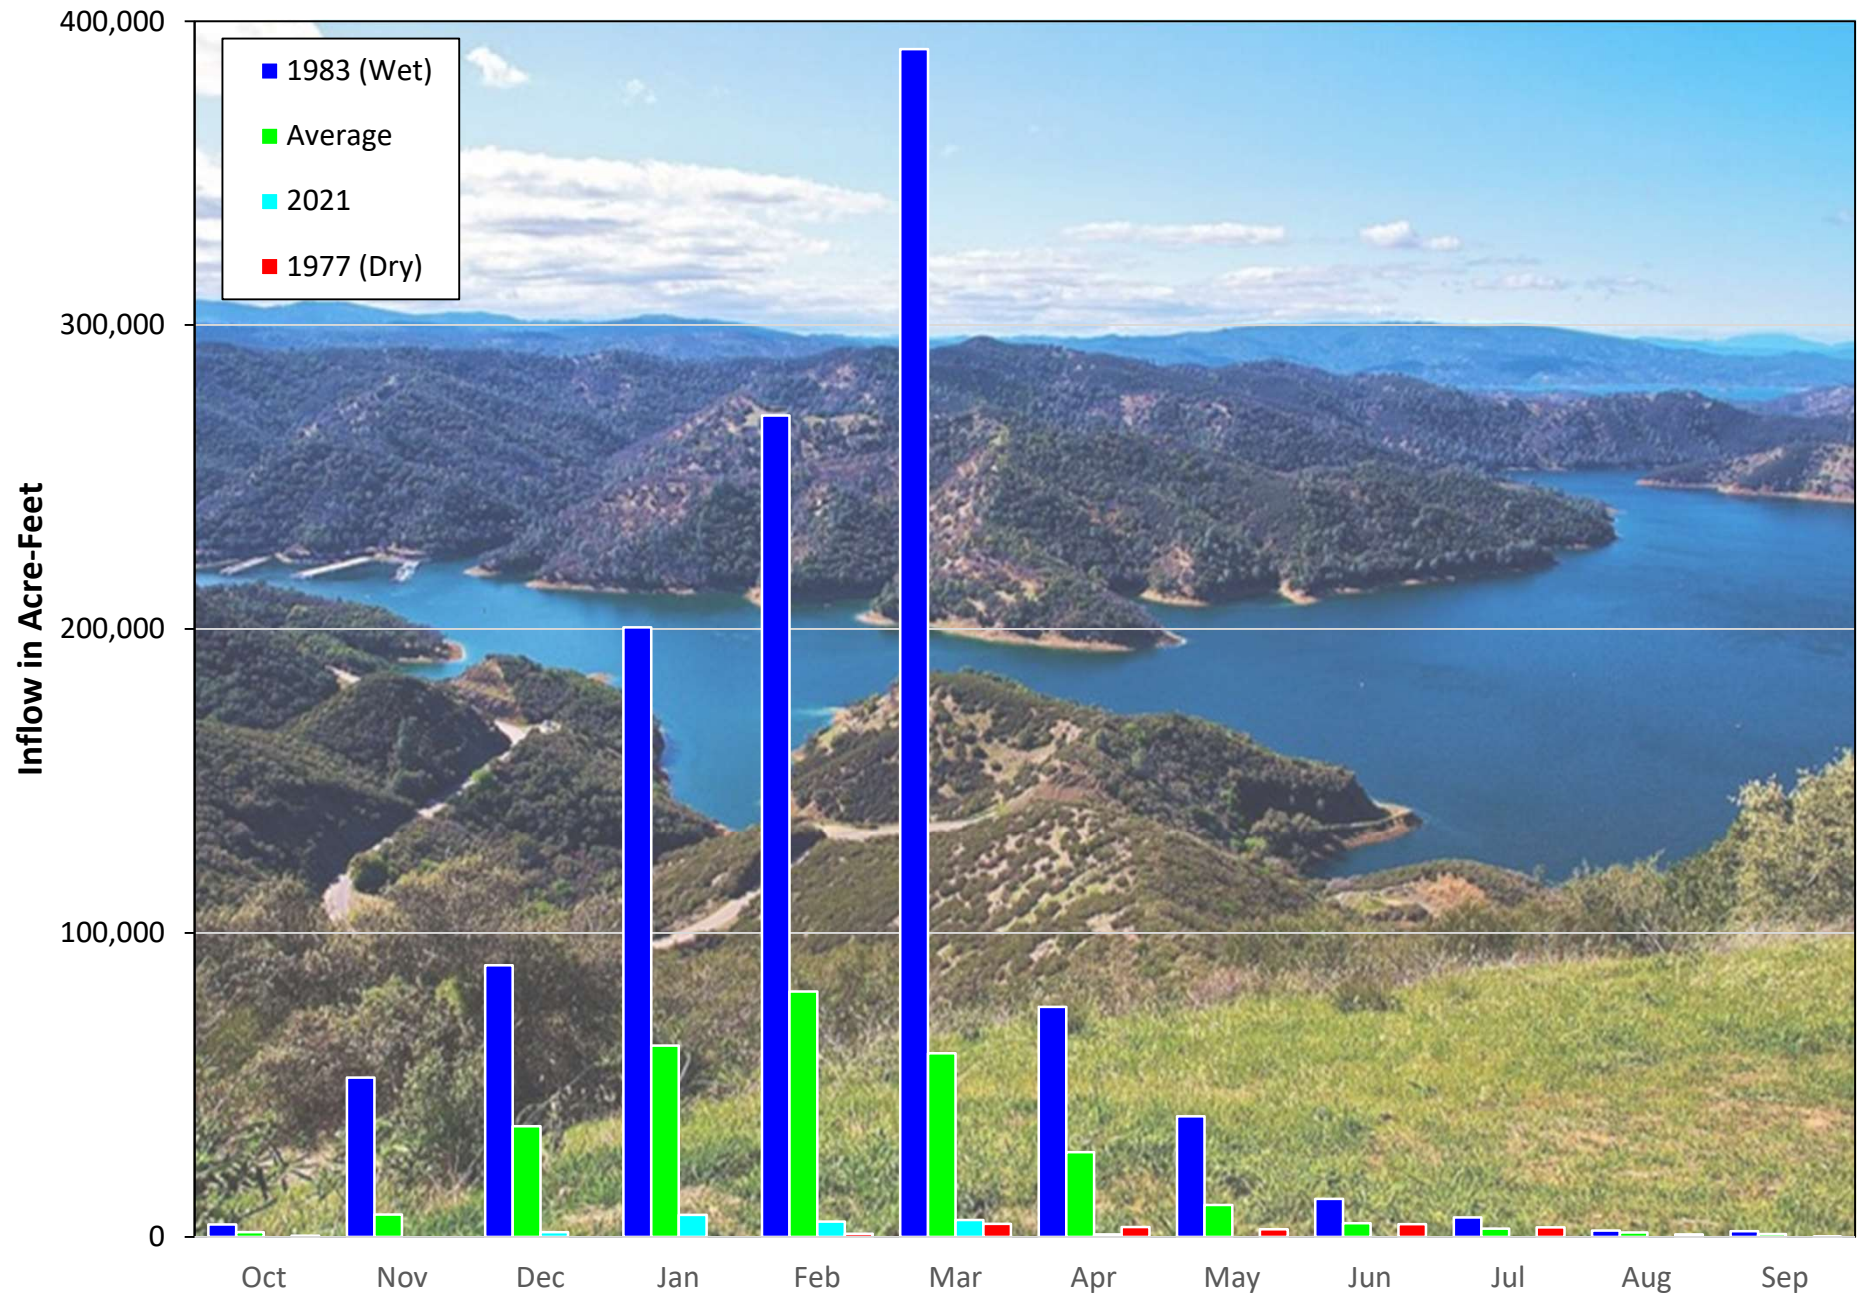 400,000
300,000
200,000
100,000
0
Inflow in Acre-Feet
1983 (Wet)
Average
2021
1977 (Dry)
Oct Nov Dec Jan Feb Mar Apr May Jun Jul Aug Sep